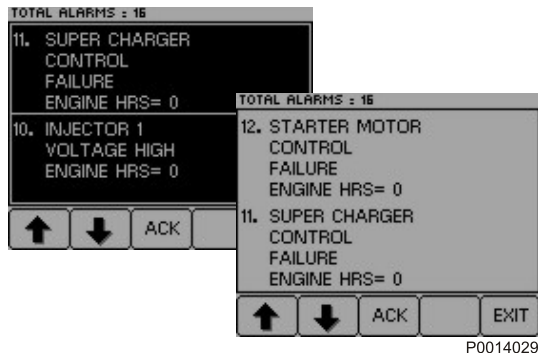 TOTAL ALARMS : 16
11. SUPER CHARGER
CONTROL
FAILURE
ENGINE HRS= 0
10. INJECTOR 1
VOLTAGE HIGH
ENGINE HRS= 0
ACK
TOTAL ALARMS : 16
12. STARTER MOTOR
CONTROL
FAILURE
ENGINE HRS= 0
11. SUPER CHARGER
CONTROL
FAILURE
ENGINE HRS= 0
ACK EXIT
P0014029